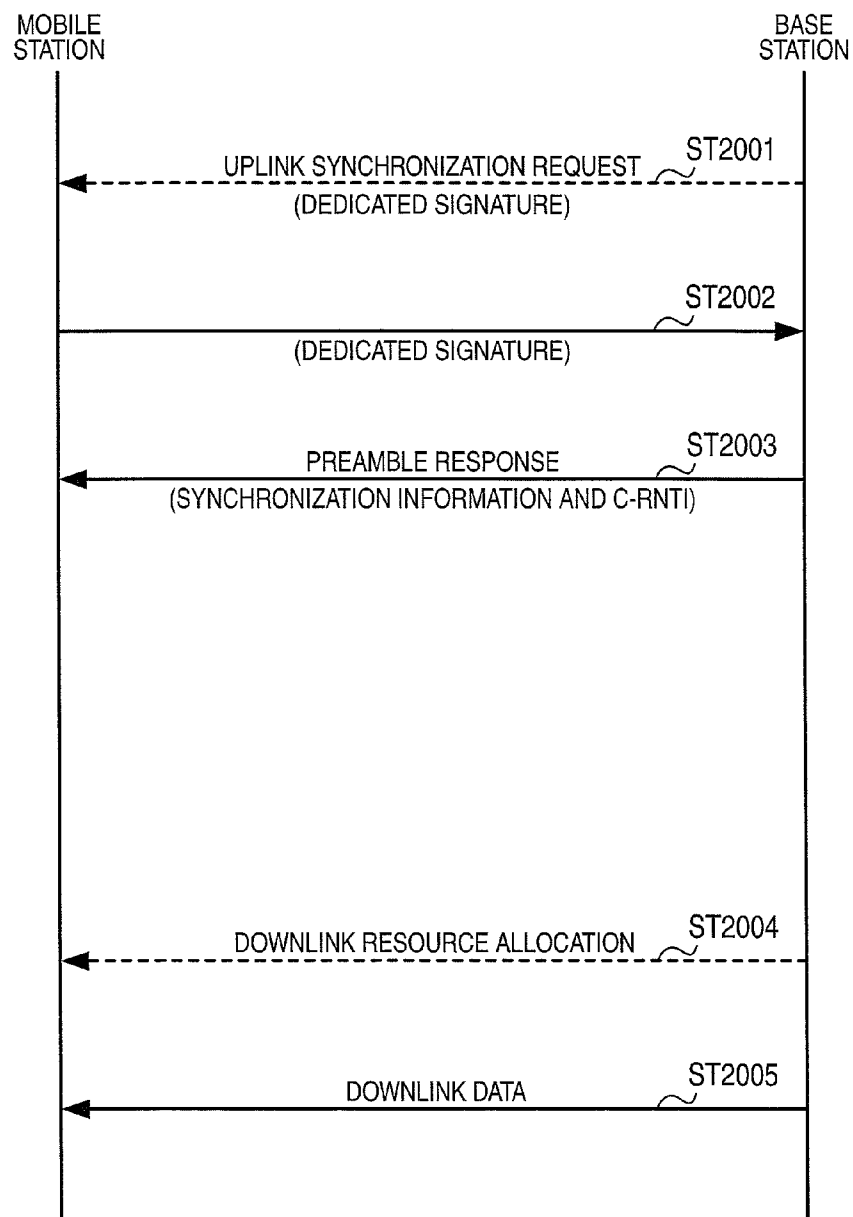 MOBILE
STATION
BASE
STATION
ST2001
UPLINK SYNCHRONIZATION REQUEST
(DEDICATED SIGNATURE)
ST2002
(DEDICATED SIGNATURE)
ST2003
PREAMBLE RESPONSE
(SYNCHRONIZATION INFORMATION AND C-RNTI)
ST2004
DOWNLINK RESOURCE ALLOCATION
ST2005
DOWNLINK DATA